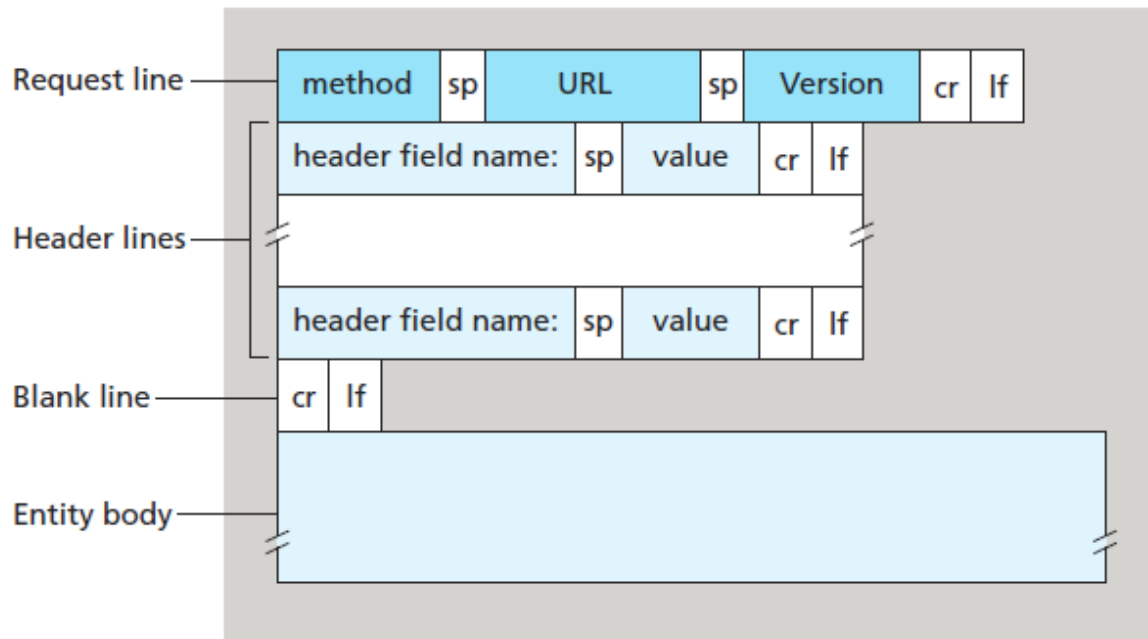 Request line method sp URL sp Version cr lf
header field name: sp value cr lf
Header lines
header field name: sp value cr lf
Blank line cr lf
Entity body